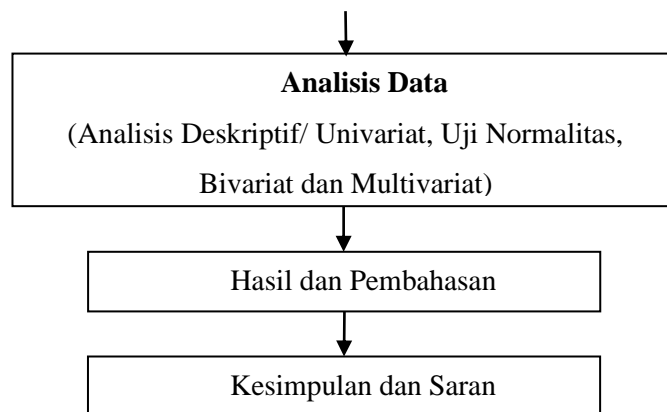 Analisis Data
(Analisis Deskriptif/ Univariat, Uji Normalitas,
Bivariat dan Multivariat)
Hasil dan Pembahasan
Kesimpulan dan Saran